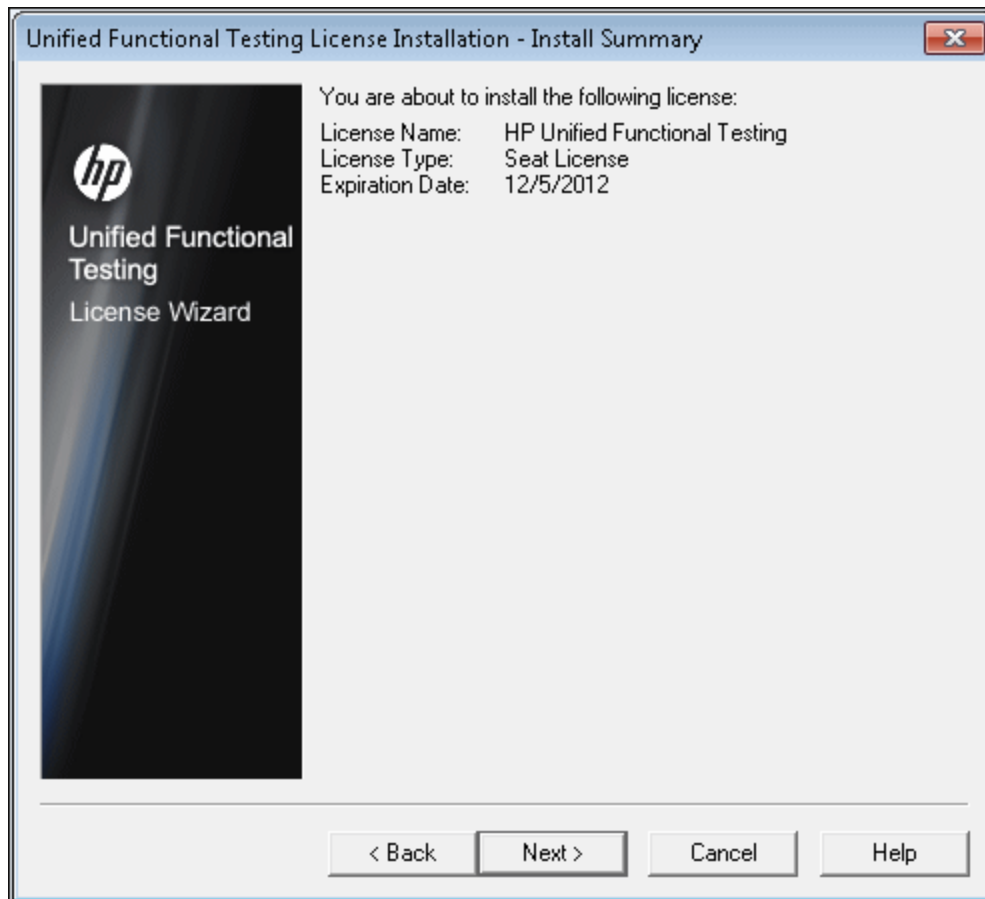 Unified Functional Testing License Installation - Install Summary
hp
Unified Functional
Testing
License Wizard
You are about to install the following license:
License Name: HP Unified Functional Testing
License Type: Seat License
Expiration Date: 12/5/2012
< Back Next > Cancel Help